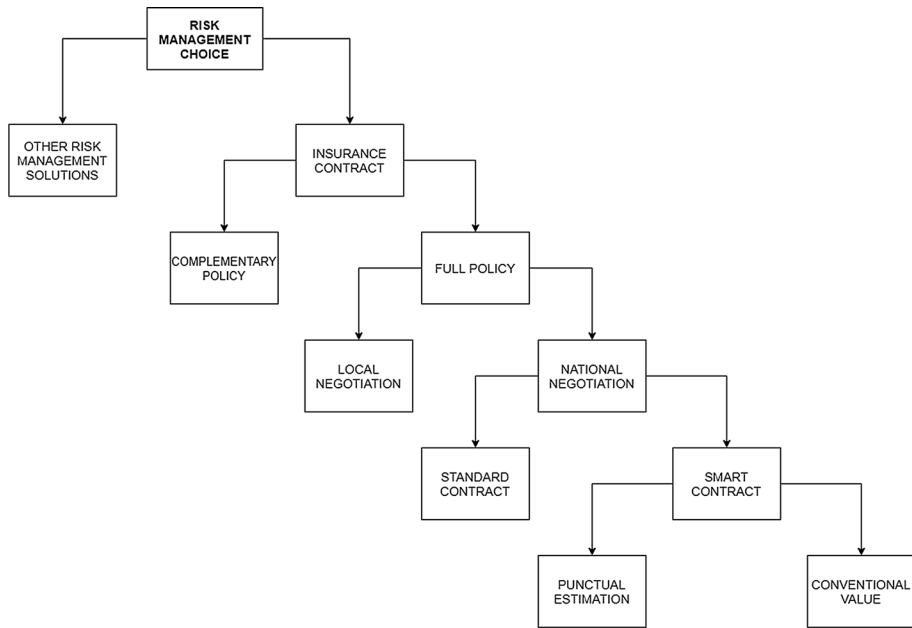 RISK
MANAGEMENT
CHOICE
OTHER RISK
MANAGEMENT
SOLUTIONS
INSURANCE
CONTRACT
COMPLEMENTARY
POLICY
FULL POLICY
LOCAL
NEGOTIATION
NATIONAL
NEGOTIATION
STANDARD
CONTRACT
SMART
CONTRACT
PUNCTUAL
ESTIMATION
CONVENTIONAL
VALUE